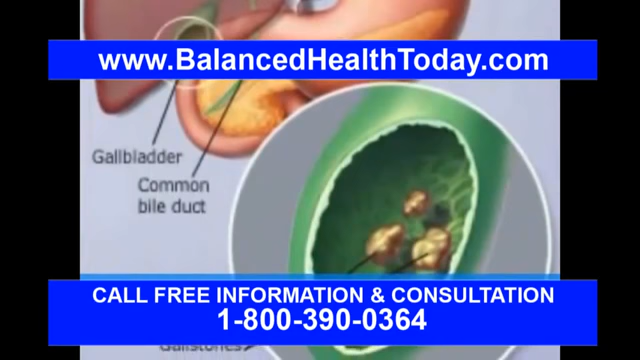 www.BalancedHealthToday.com
Gallbladder
Common
bile duct
CALL FREE INFORMATION & CONSULTATION
1-800-390-0364
Gallstones